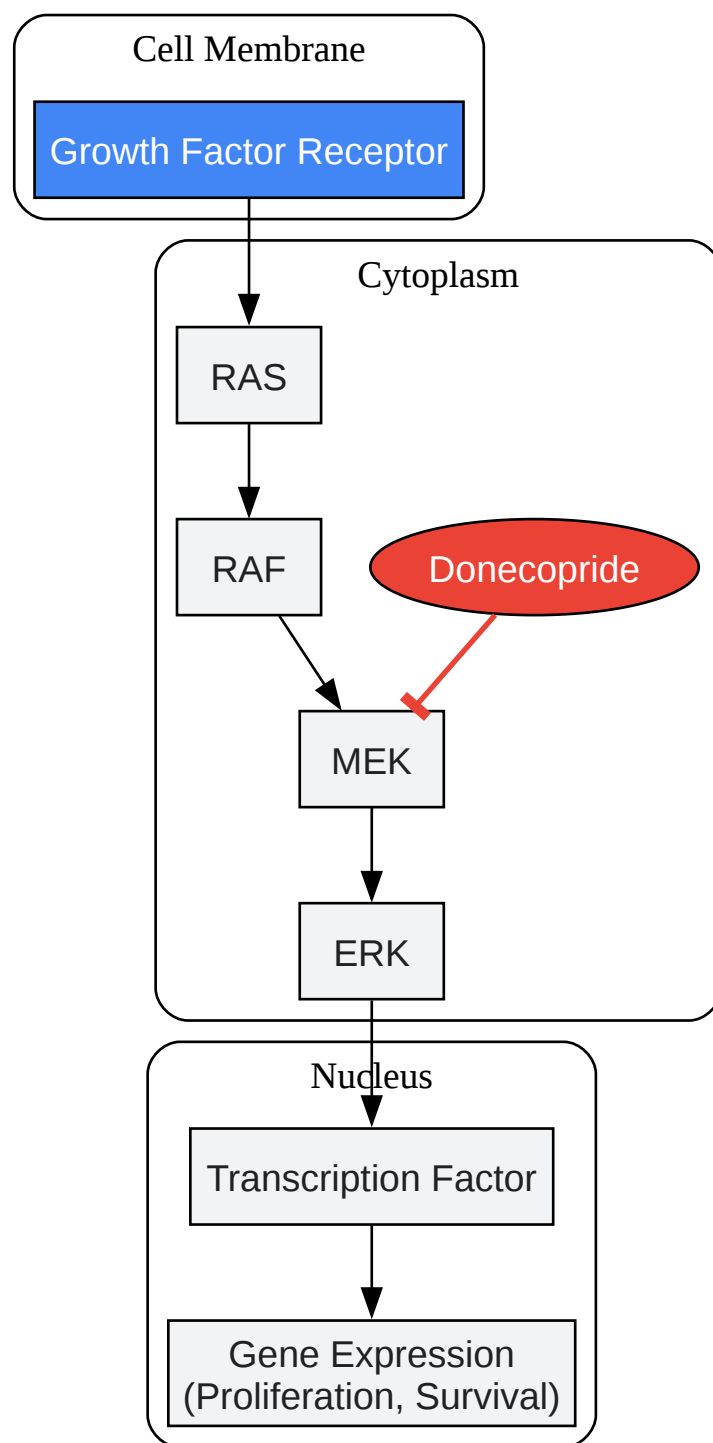 Cell Membrane
Growth Factor Receptor
Cytoplasm
RAS
RAF
Donecopride
MEK
ERK
Nucleus
Transcription Factor
Gene Expression
(Proliferation, Survival)